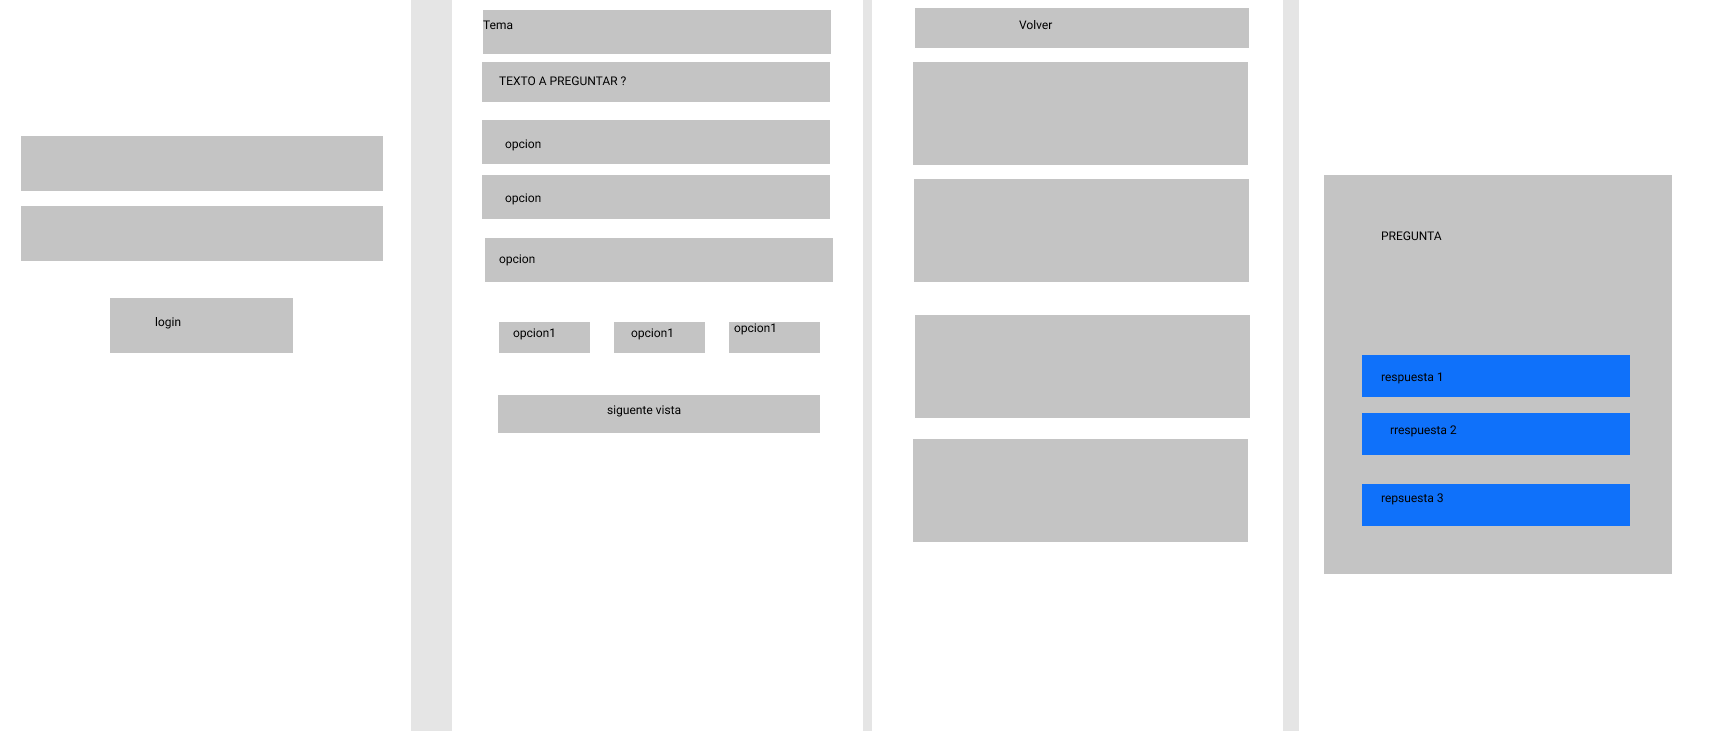 login
Tema
TEXTO A PREGUNTAR ?
opcion
opcion
opcion
opcion1
opcion1
opcion1
siguente vista
Volver
PREGUNTA
respuesta 1
rrespuesta 2
repsuesta 3